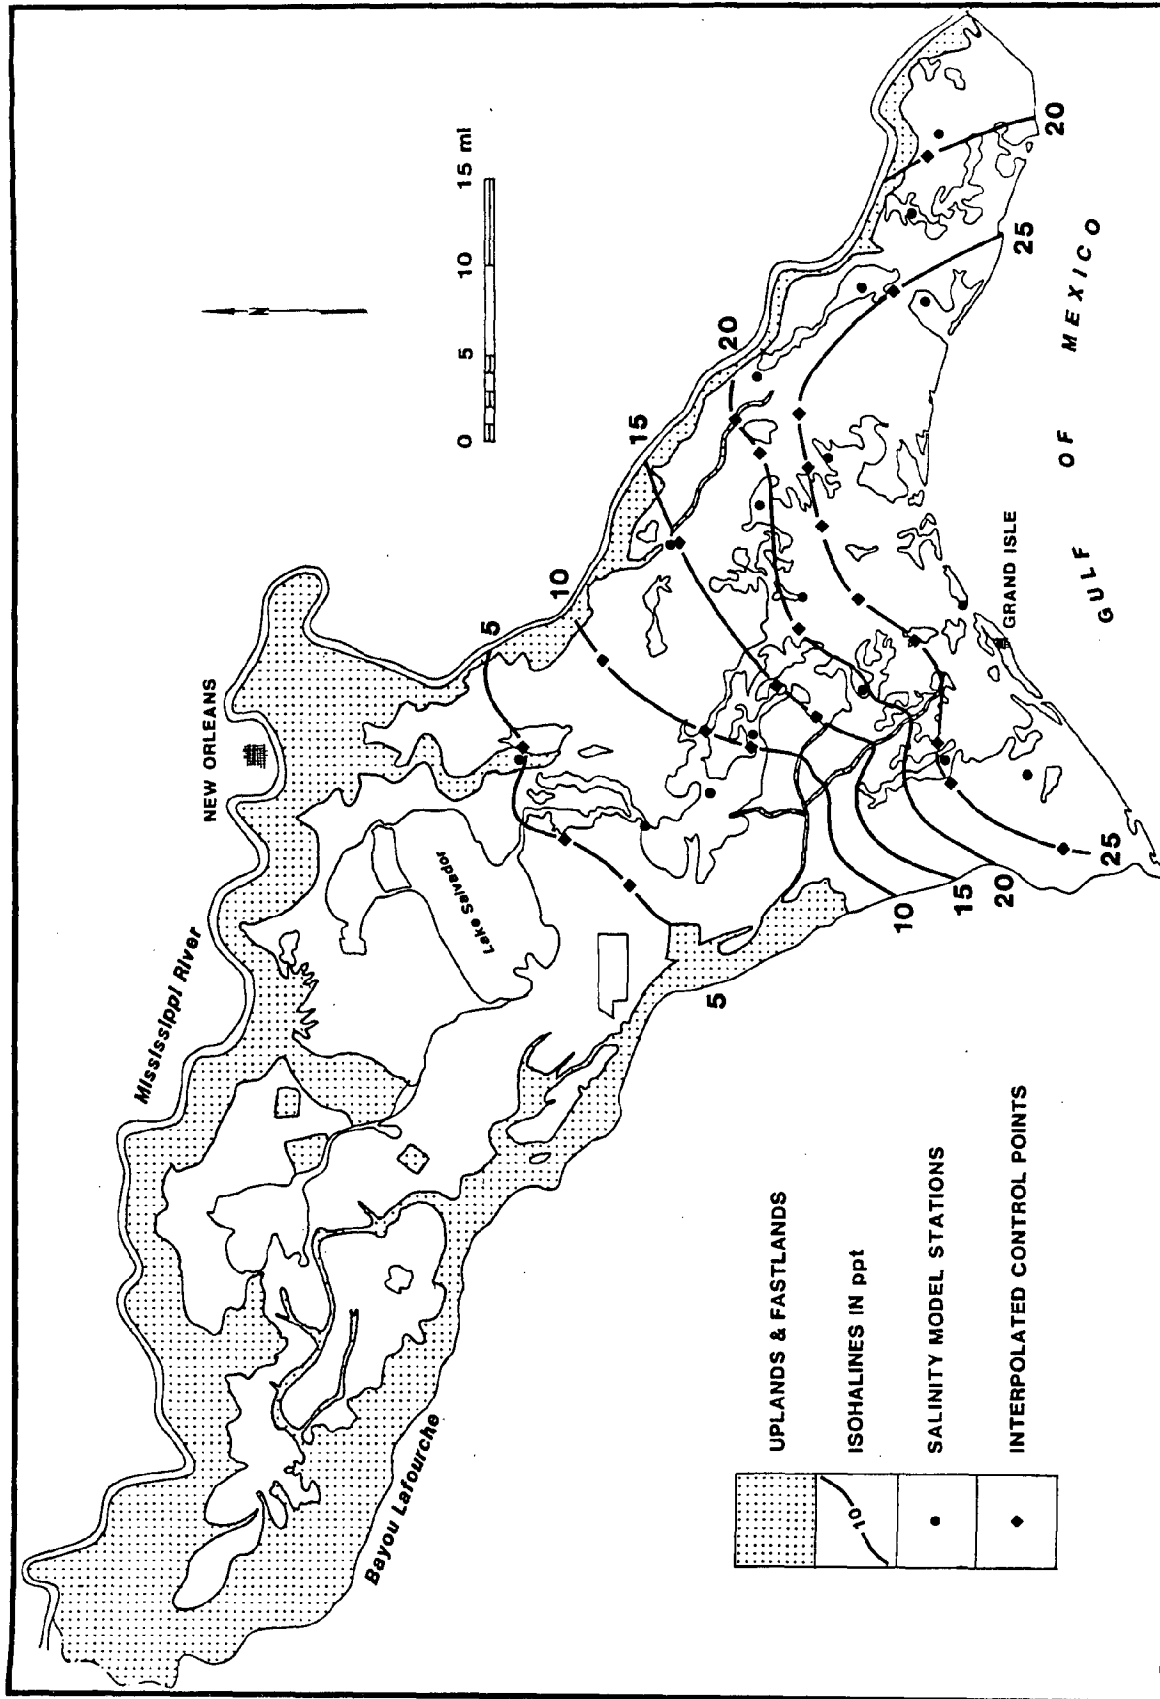 Mississippi River
NEW ORLEANS
Lake Salvador
Bayou Lafourche
N
0 5 10 15 mi
5
10
15
20
5
10
15
20
25
25
20
GRAND ISLE
GULF OF MEXICO
UPLANDS & FASTLANDS
10
ISOHALINES IN ppt
SALINITY MODEL STATIONS
INTERPOLATED CONTROL POINTS